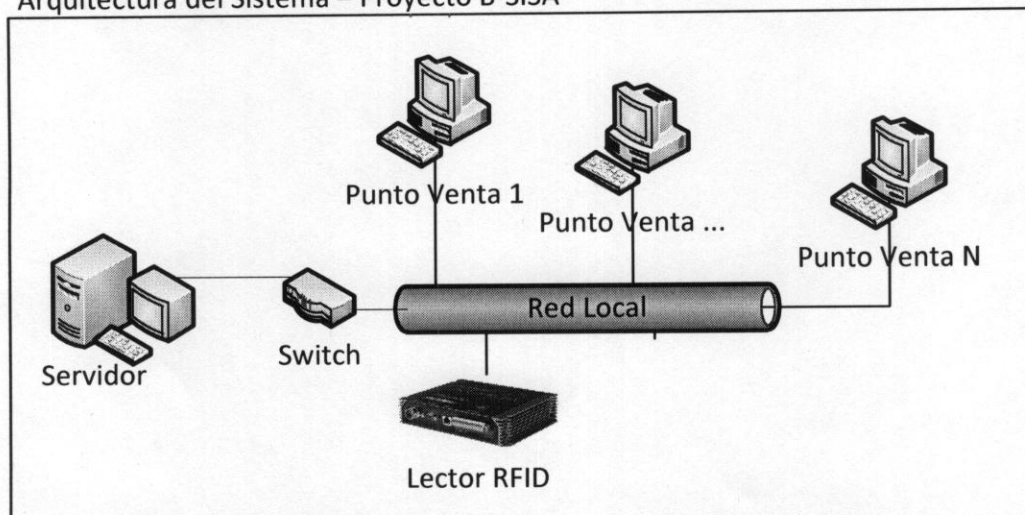 Arquitectura del Sistema – Proyecto B-SISA
Punto Venta 1
Punto Venta ...
Punto Venta N
Red Local
Switch
Servidor
Lector RFID